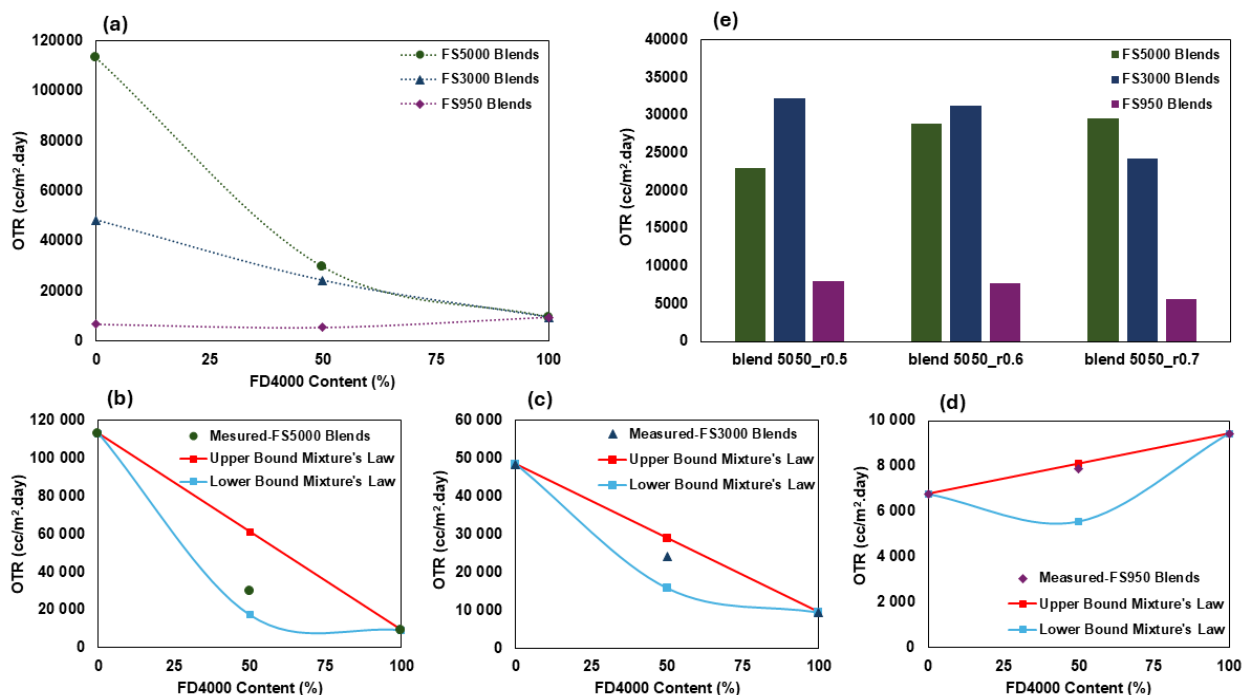 (a)
120000
100000
80000
60000
40000
20000
0
OTR (cc/m².day)
FS5000 Blends
FS3000 Blends
FS950 Blends
0 25 50 75 100
FD4000 Content (%)
(e)
40000
35000
30000
25000
20000
15000
10000
5000
0
OTR (cc/m².day)
FS5000 Blends
FS3000 Blends
FS950 Blends
blend 5050_r0.5 blend 5050_r0.6 blend 5050_r0.7
(b)
120 000
100 000
80 000
60 000
40 000
20 000
0
OTR (cc/m².day)
Mesured-FS5000 Blends
Upper Bound Mixture's Law
Lower Bound Mixture's Law
0 50 100
FD4000 Content (%)
(c)
60 000
50 000
40 000
30 000
20 000
10 000
0
OTR (cc/m².day)
Measured-FS3000 Blends
Upper Bound Mixture's Law
Lower Bound Mixture's Law
0 50 100
FD4000 Content (%)
(d)
10 000
8 000
6 000
4 000
2 000
0
OTR (cc/m².day)
Measured-FS950 Blends
Upper Bound Mixture's Law
Lower Bound Mixture's Law
0 50 100
FD4000 Content (%)